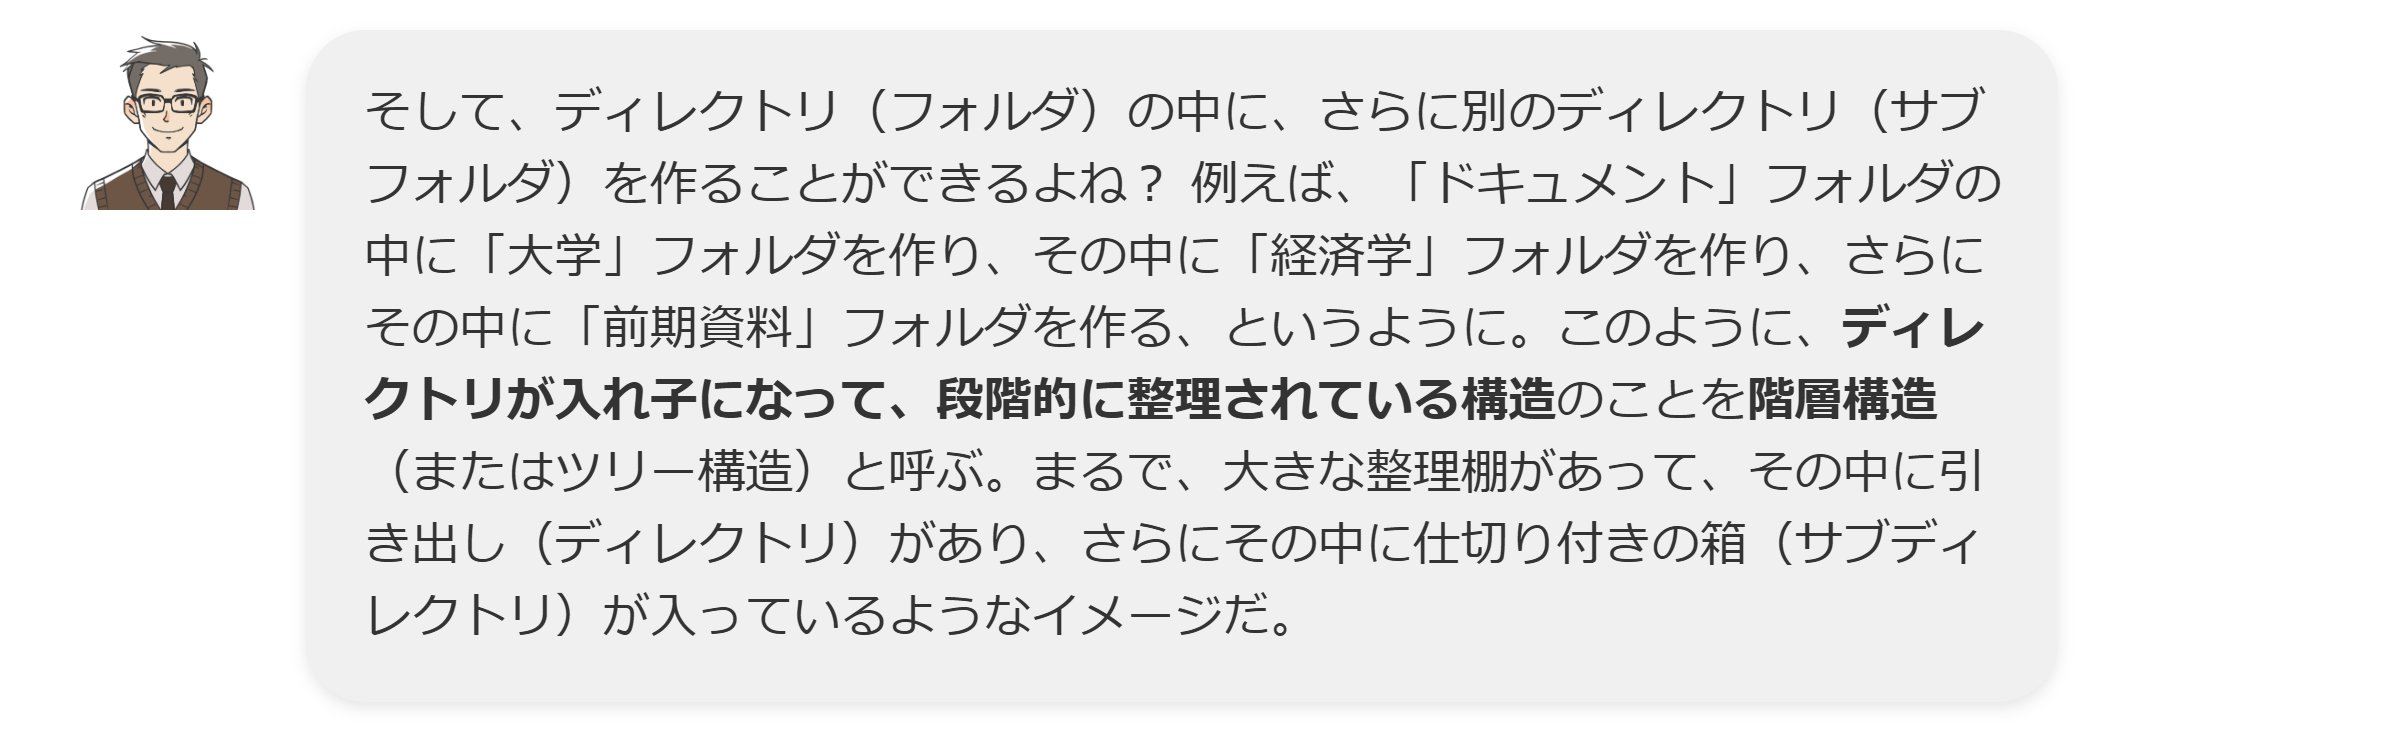 そして、ディレクトリ（フォルダ）の中に、さらに別のディレクトリ（サブ
フォルダ）を作ることができるよね？ 例えば、「ドキュメント」フォルダの
中に「大学」フォルダを作り、その中に「経済学」フォルダを作り、さらに
その中に「前期資料」フォルダを作る、というように。このように、ディレ
クトリが入れ子になって、段階的に整理されている構造のことを階層構造
（またはツリー構造）と呼ぶ。まるで、大きな整理棚があって、その中に引
き出し（ディレクトリ）があり、さらにその中に仕切り付きの箱（サブディ
レクトリ）が入っているようなイメージだ。